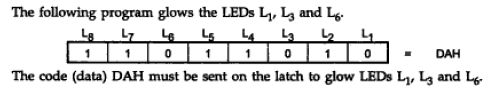 The following program glows the LEDs L₁, L₃ and L₆.
L₈ L₇ L₆ L₅ L₄ L₃ L₂ L₁
1 1 0 1 1 0 1 0 = DAH
The code (data) DAH must be sent on the latch to glow LEDs L₁, L₃ and L₆.